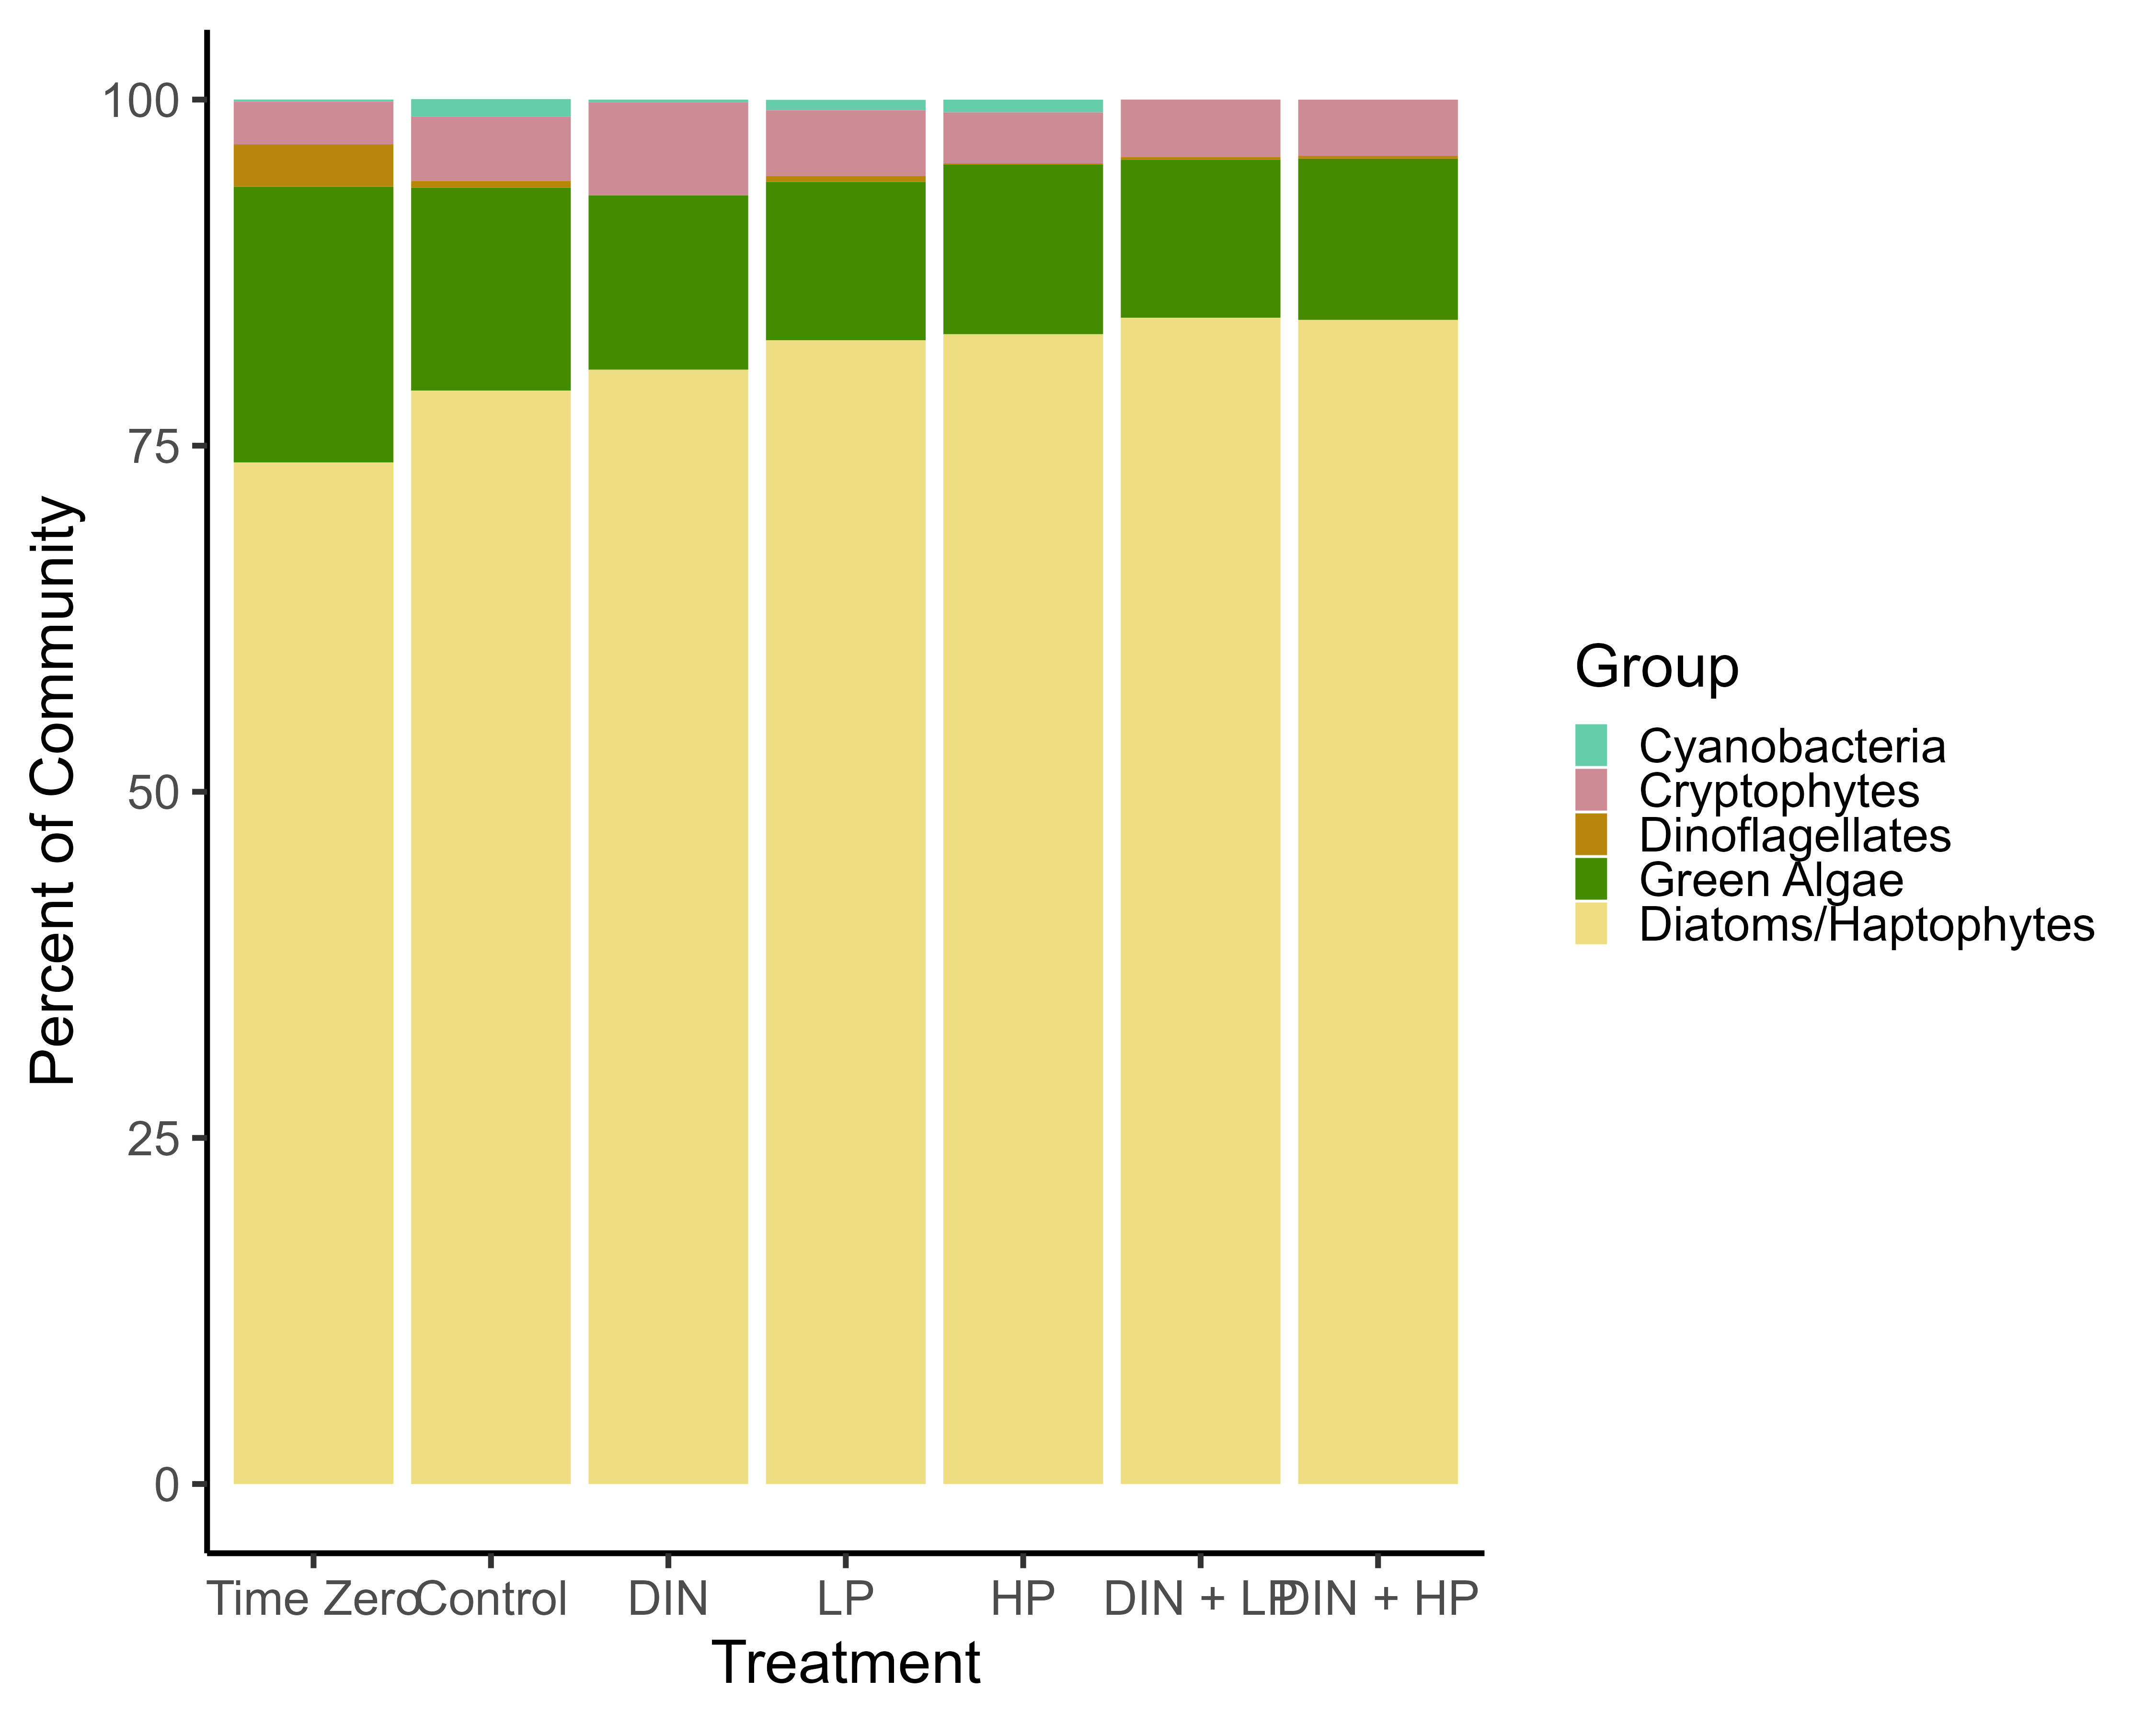 Percent of Community
100
75
50
25
0
Time Zero
Control
DIN
LP
HP
DIN + LP
DIN + HP
Treatment
Group
Cyanobacteria
Cryptophytes
Dinoflagellates
Green Algae
Diatoms/Haptophytes